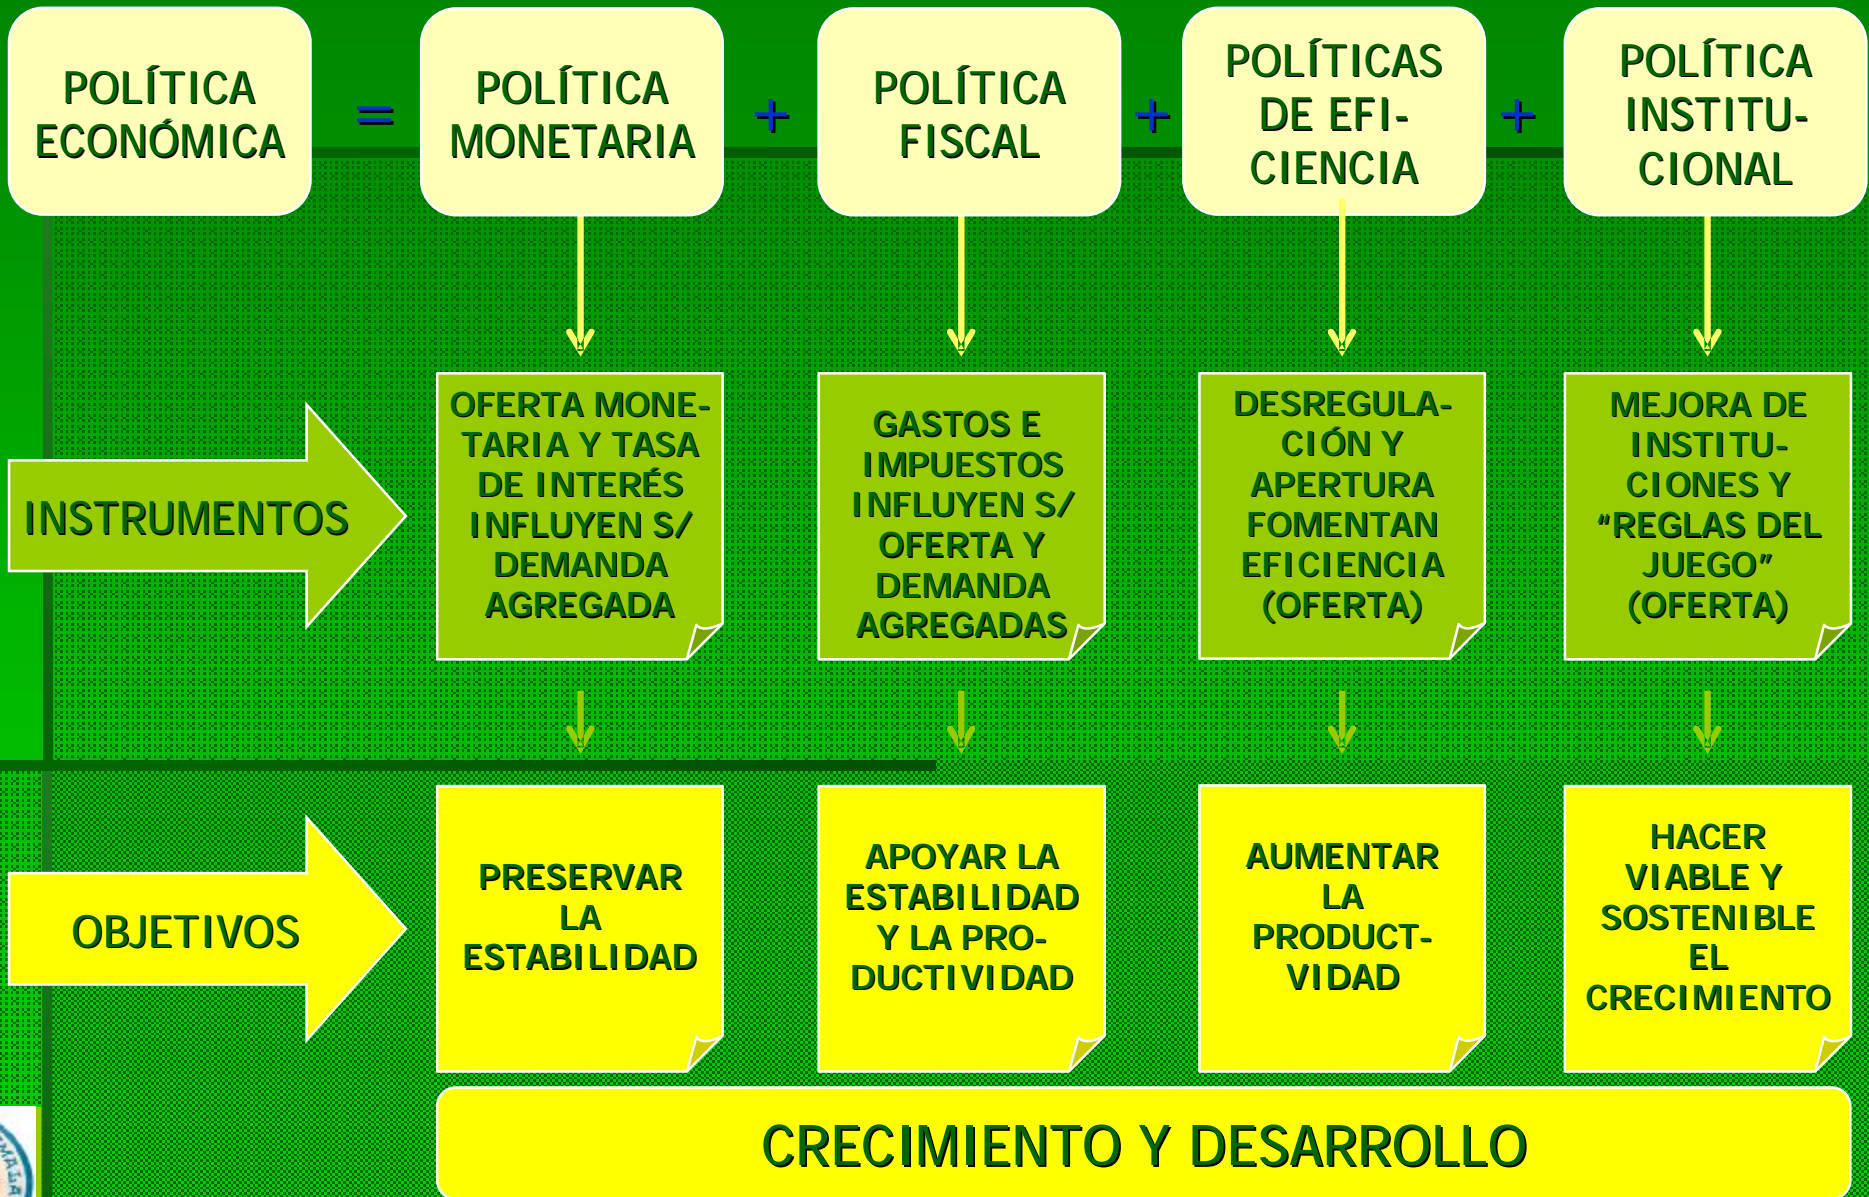 POLÍTICA
ECONÓMICA
=
POLÍTICA
MONETARIA
+
POLÍTICA
FISCAL
+
POLÍTICAS
DE EFI-
CIENCIA
+
POLÍTICA
INSTITU-
CIONAL
INSTRUMENTOS
OFERTA MONE-
TARIA Y TASA
DE INTERÉS
INFLUYEN S/
DEMANDA
AGREGADA
GASTOS E
IMPUESTOS
INFLUYEN S/
OFERTA Y
DEMANDA
AGREGADAS
DESREGULA-
CIÓN Y
APERTURA
FOMENTAN
EFICIENCIA
(OFERTA)
MEJORA DE
INSTITU-
CIONES Y
“REGLAS DEL
JUEGO”
(OFERTA)
OBJETIVOS
PRESERVAR
LA
ESTABILIDAD
APOYAR LA
ESTABILIDAD
Y LA PRO-
DUCTIVIDAD
AUMENTAR
LA
PRODUCT-
VIDAD
HACER
VIABLE Y
SOSTENIBLE
EL
CRECIMIENTO
CRECIMIENTO Y DESARROLLO